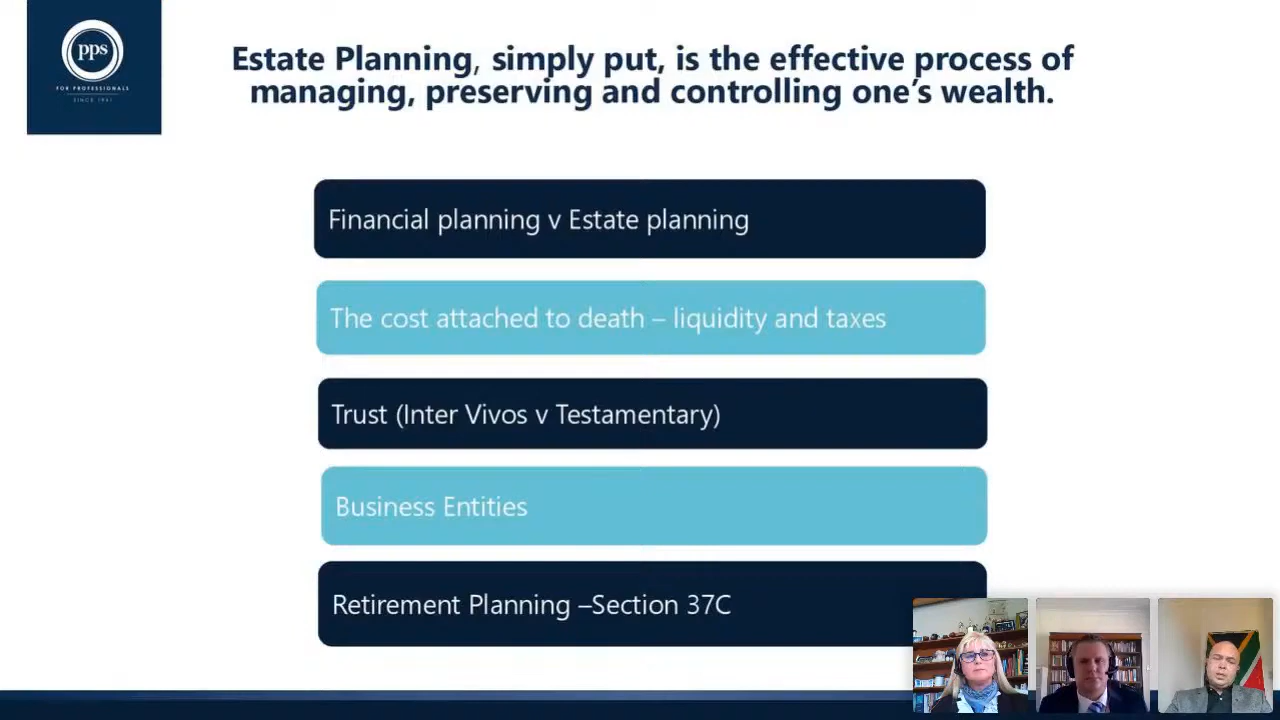 pps
FOR PROFESSIONALS
SINCE 1941
Estate Planning, simply put, is the effective process of
managing, preserving and controlling one’s wealth.
Financial planning v Estate planning
The cost attached to death – liquidity and taxes
Trust (Inter Vivos v Testamentary)
Business Entities
Retirement Planning –Section 37C